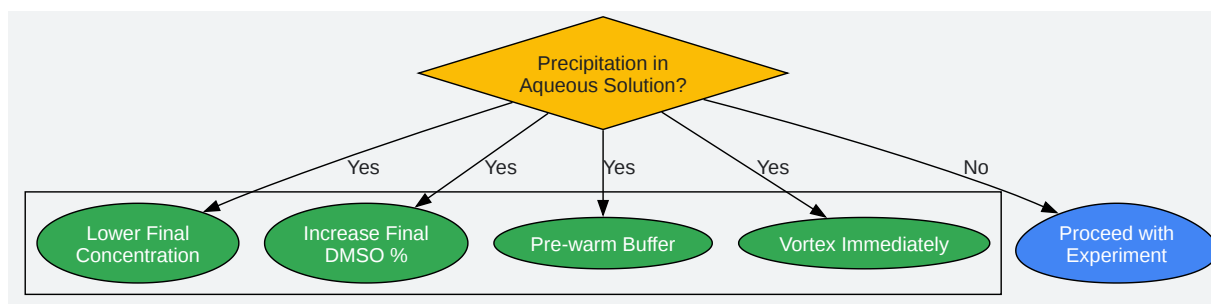 Precipitation in
Aqueous Solution?
Yes
Yes
Yes
Yes
No
Lower Final
Concentration
Increase Final
DMSO %
Pre-warm Buffer
Vortex Immediately
Proceed with
Experiment